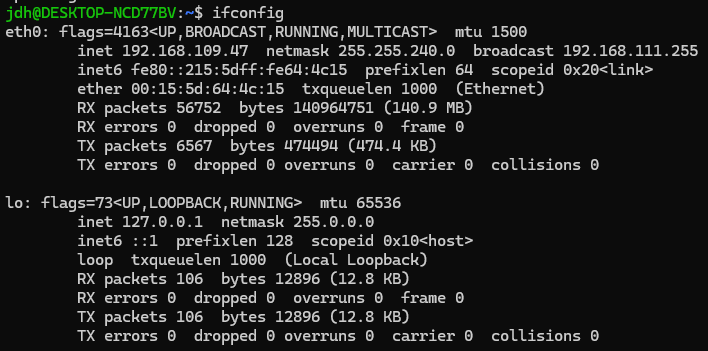 jdh@DESKTOP-NCD77BV:~$ ifconfig
eth0: flags=4163<UP,BROADCAST,RUNNING,MULTICAST>  mtu 1500
        inet 192.168.109.47  netmask 255.255.240.0  broadcast 192.168.111.255
        inet6 fe80::215:5dff:fe64:4c15  prefixlen 64  scopeid 0x20<link>
        ether 00:15:5d:64:4c:15  txqueuelen 1000  (Ethernet)
        RX packets 56752  bytes 140964751 (140.9 MB)
        RX errors 0  dropped 0  overruns 0  frame 0
        TX packets 6567  bytes 474494 (474.4 KB)
        TX errors 0  dropped 0 overruns 0  carrier 0  collisions 0

lo: flags=73<UP,LOOPBACK,RUNNING>  mtu 65536
        inet 127.0.0.1  netmask 255.0.0.0
        inet6 ::1  prefixlen 128  scopeid 0x10<host>
        loop  txqueuelen 1000  (Local Loopback)
        RX packets 106  bytes 12896 (12.8 KB)
        RX errors 0  dropped 0  overruns 0  frame 0
        TX packets 106  bytes 12896 (12.8 KB)
        TX errors 0  dropped 0 overruns 0  carrier 0  collisions 0